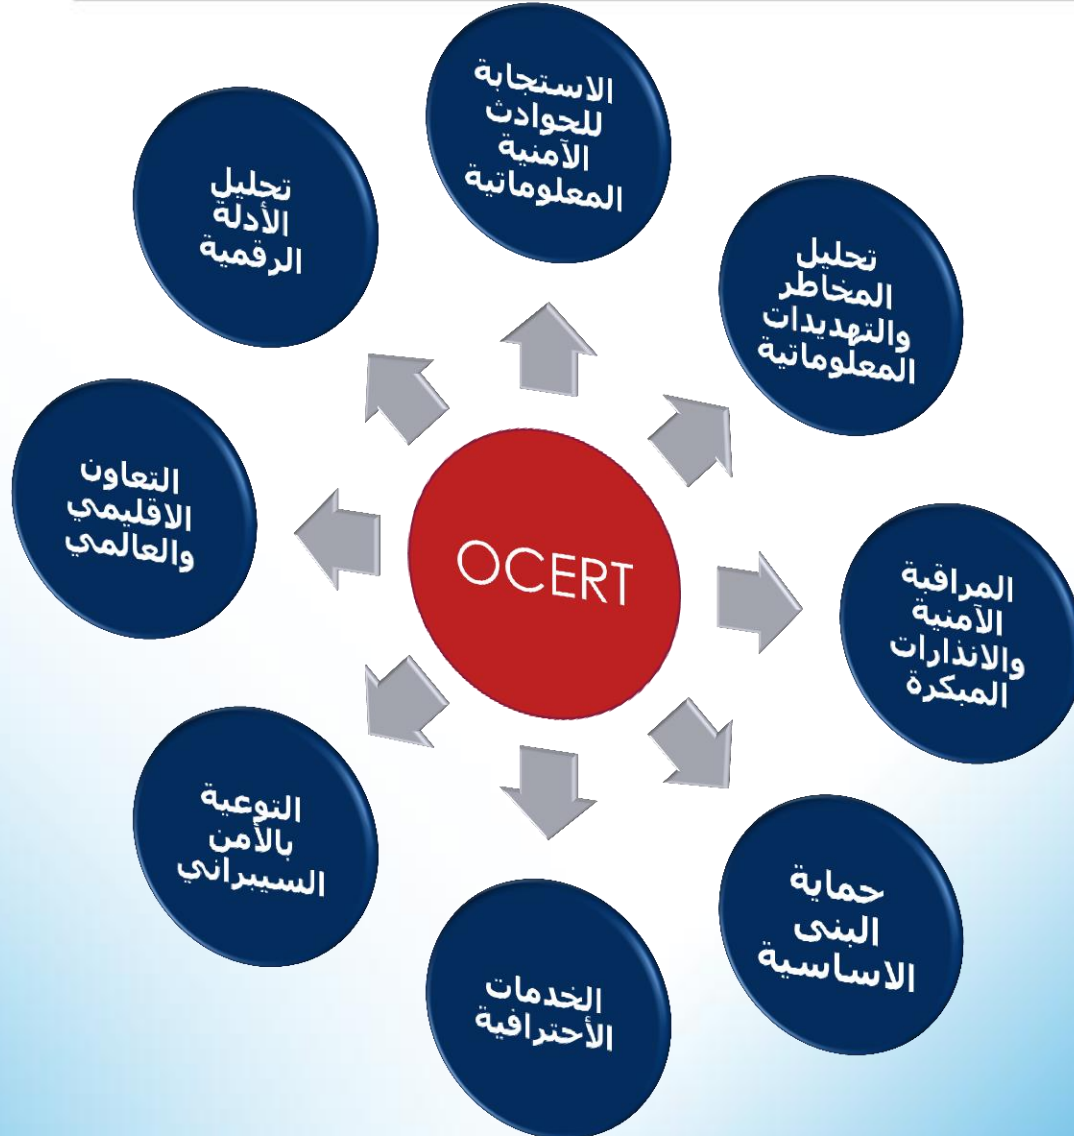 الاستجابة
للحوادث
الآمنية
المعلوماتية
تحليل
المخاطر
والتهديدات
المعلوماتية
المراقبة
الآمنية
والانذارات
المبكرة
حماية
البنى
الاساسية
الخدمات
الأحترافية
التوعية
بالأمن
السيبراني
التعاون
الاقليمي
والعالمي
تحليل
الأدلة
الرقمية
OCERT